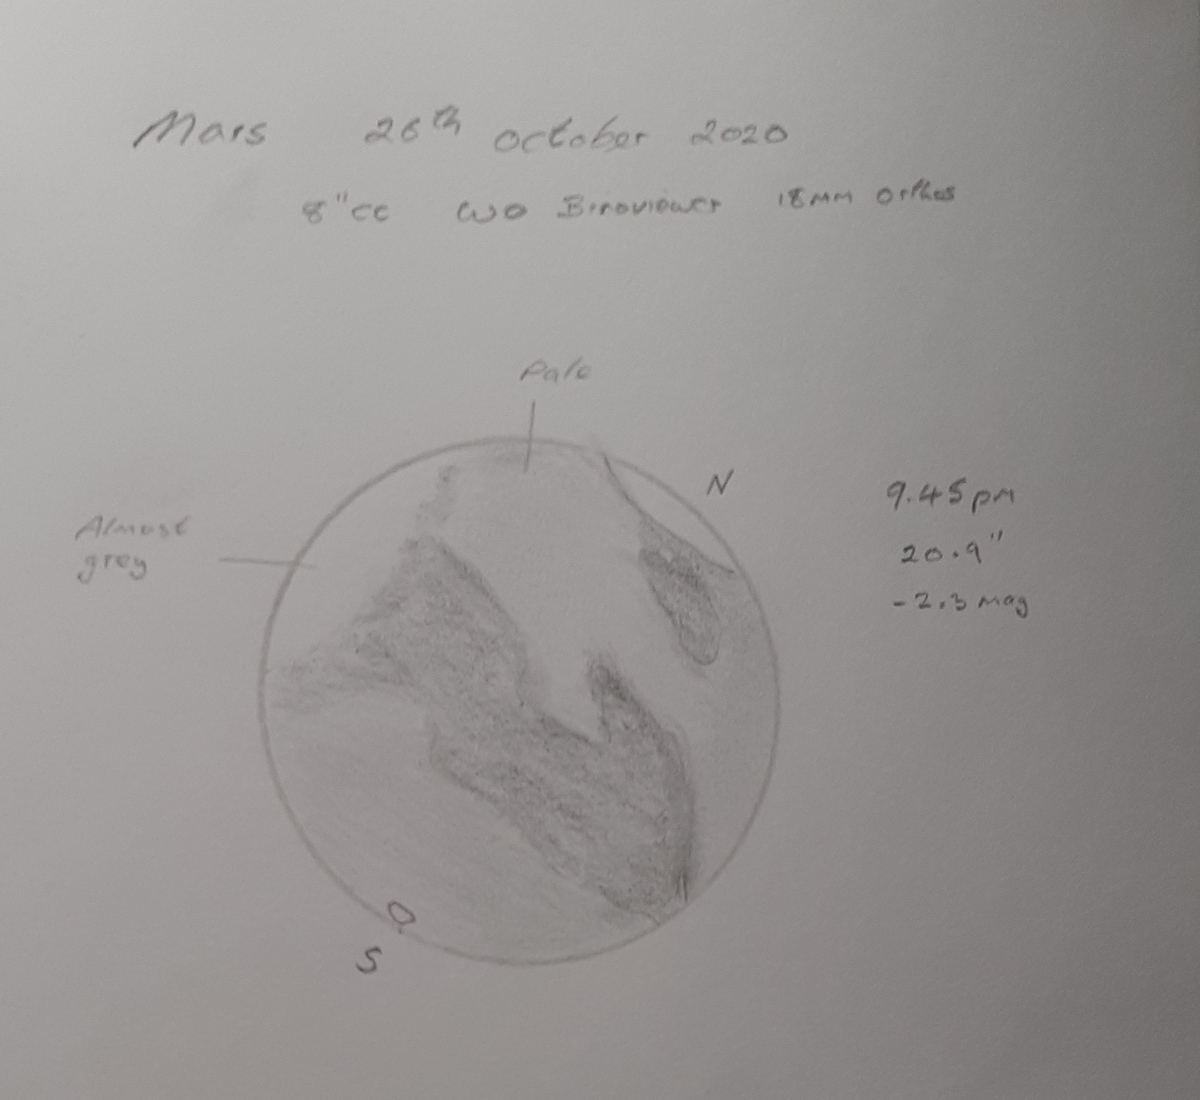 Mars 26th october 2020
8"cc WO Binoviewer 18mm orthos
Pale
N
Almost
grey
9.45pm
20.9"
-2.3 mag
S